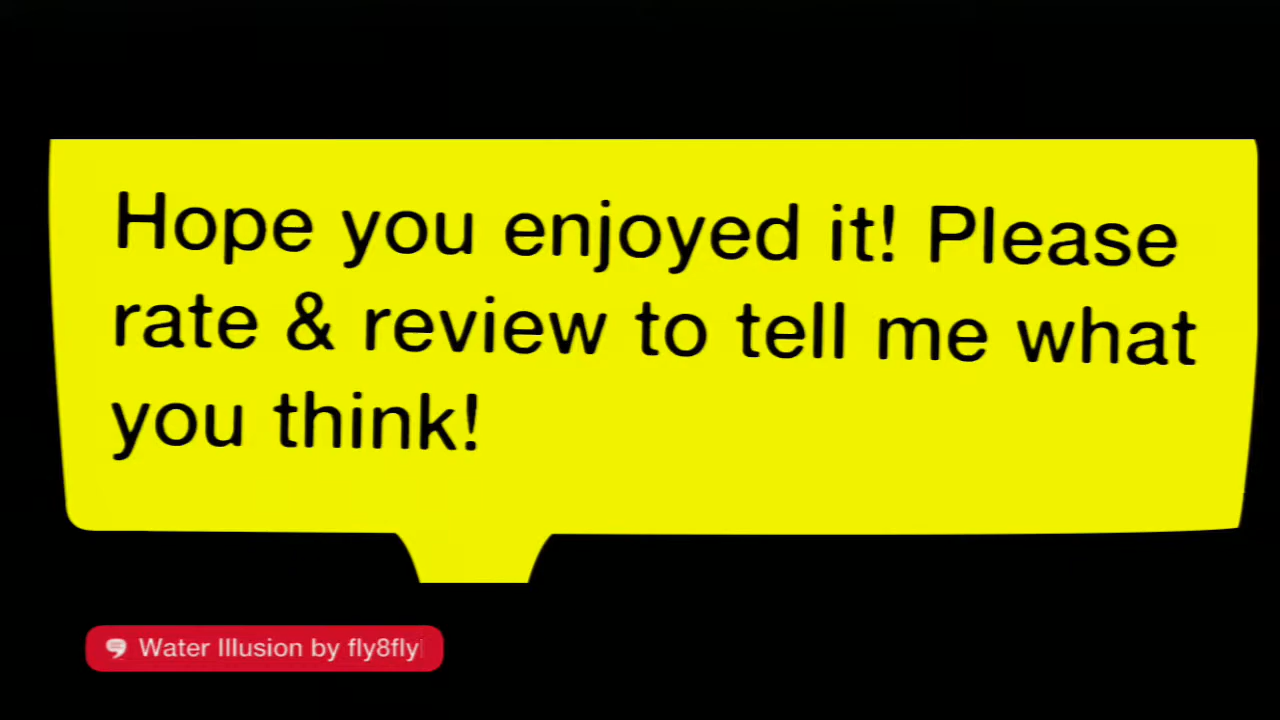 Hope you enjoyed it! Please
rate & review to tell me what
you think!
Water Illusion by fly8fly